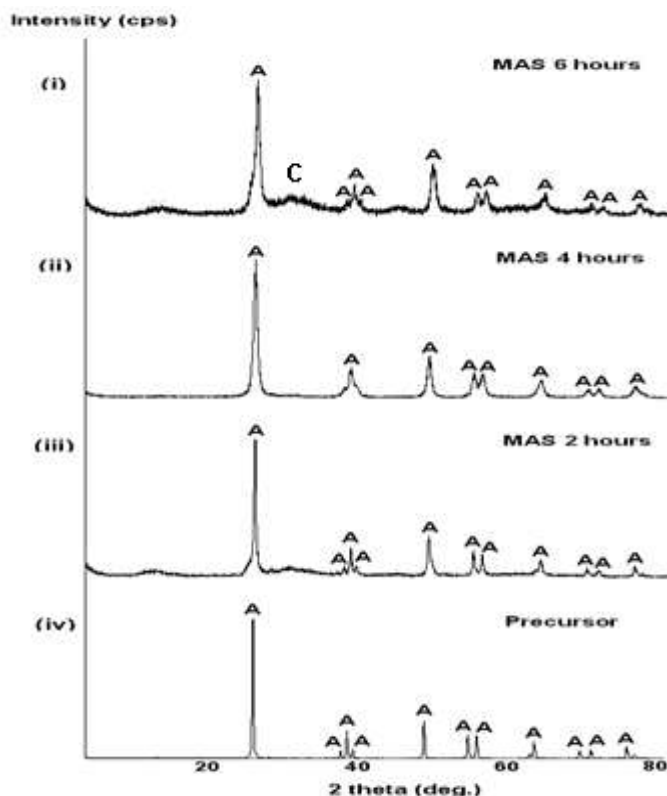 Intensity (cps)
(i)
MAS 6 hours
A
C
A
A A
A
A A
A
A A
A
(ii)
MAS 4 hours
A
A
A
A A
A
A A
A
(iii)
MAS 2 hours
A
A
A A
A
A A
A
A A
A
(iv)
Precursor
A
A
A A
A
A A
A
A A
A
20 40 60 80
2 theta (deg.)